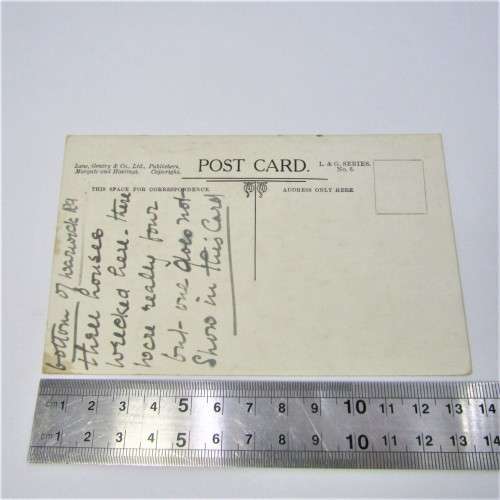 Lane, Gentry & Co., Ltd., Publishers,
Margate and Hastings. Copyright.
POST CARD.
L. & G. SERIES.
No. 6.
THIS SPACE FOR CORRESPONDENCE
ADDRESS ONLY HERE
bottom of warwick Rd
three houses
wrecked here. there
were really four
but one does not
Show in this Card
cm 1 2 3 4 5 6 7 8 9 10 11 12 13 14
cm 1 2 3 4 5 6 7 8 9 10 11 12 13 14